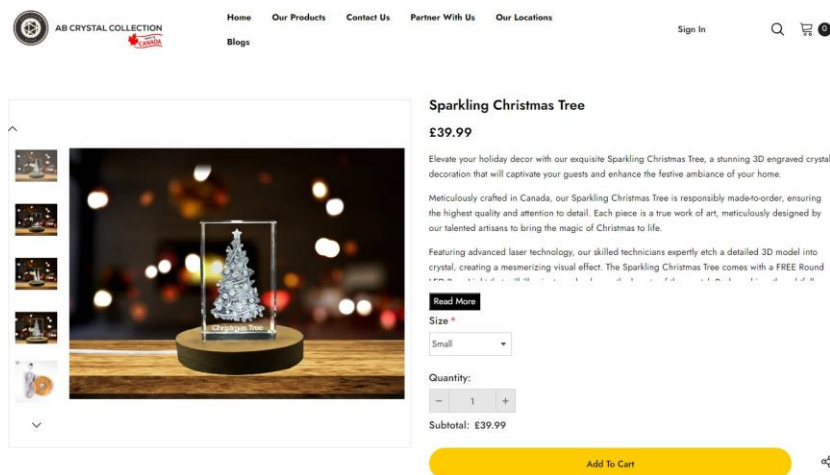 Home Our Products Contact Us Partner With Us Our Locations
AB CRYSTAL COLLECTION
CANADA
Blogs
Sign In
0
Sparkling Christmas Tree
£39.99
Elevate your holiday decor with our exquisite Sparkling Christmas Tree, a stunning 3D engraved crystal
decoration that will captivate your guests and enhance the festive ambiance of your home.
Meticulously crafted in Canada, our Sparkling Christmas Tree is responsibly made-to-order, ensuring
the highest quality and attention to detail. Each piece is a true work of art, meticulously designed by
our talented artisans to bring the magic of Christmas to life.
Featuring advanced laser technology, our skilled technicians expertly etch a detailed 3D model into
crystal, creating a mesmerizing visual effect. The Sparkling Christmas Tree comes with a FREE Round
Read More
Size *
Small
Quantity:
- 1 +
Subtotal: £39.99
Add To Cart
Christmas Tree